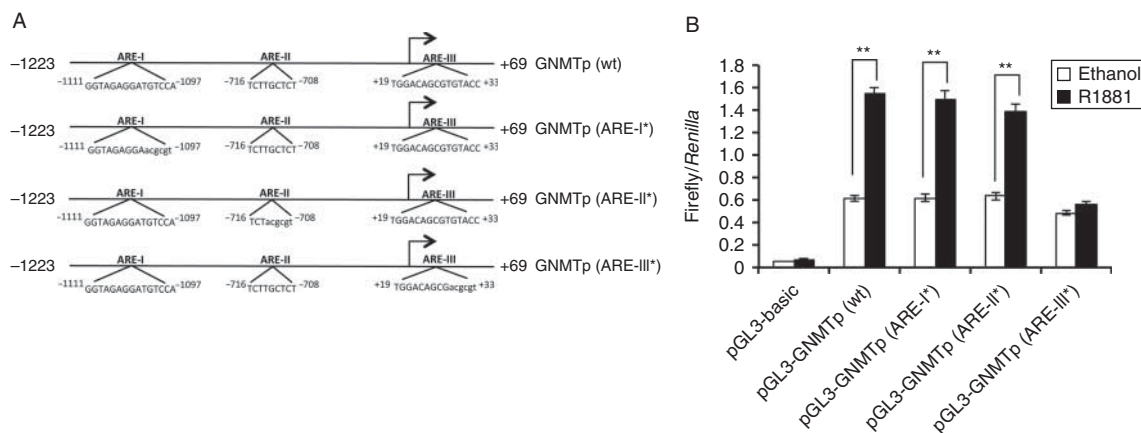 A
ARE-I ARE-II ARE-III
−1223 +69 GNMTp (wt)
−1111 GGTAGAGGATGTCCA −1097 −716 TCTTGCTCT −708 +19 TGGACAGCGTGTACC +33
ARE-I ARE-II ARE-III
−1223 +69 GNMTp (ARE-I*)
−1111 GGTAGAGGAacgcgt −1097 −716 TCTTGCTCT −708 +19 TGGACAGCGTGTACC +33
ARE-I ARE-II ARE-III
−1223 +69 GNMTp (ARE-II*)
−1111 GGTAGAGGATGTCCA −1097 −716 TCTacgcgt −708 +19 TGGACAGCGTGTACC +33
ARE-I ARE-II ARE-III
−1223 +69 GNMTp (ARE-III*)
−1111 GGTAGAGGATGTCCA −1097 −716 TCTTGCTCT −708 +19 TGGACAGCGacgcgt +33
B
** ** **
Ethanol
R1881
Firefly/Renilla
1.8
1.6
1.4
1.2
1.0
0.8
0.6
0.4
0.2
0
pGL3-basic
pGL3-GNMTp (wt)
pGL3-GNMTp (ARE-I*)
pGL3-GNMTp (ARE-II*)
pGL3-GNMTp (ARE-III*)